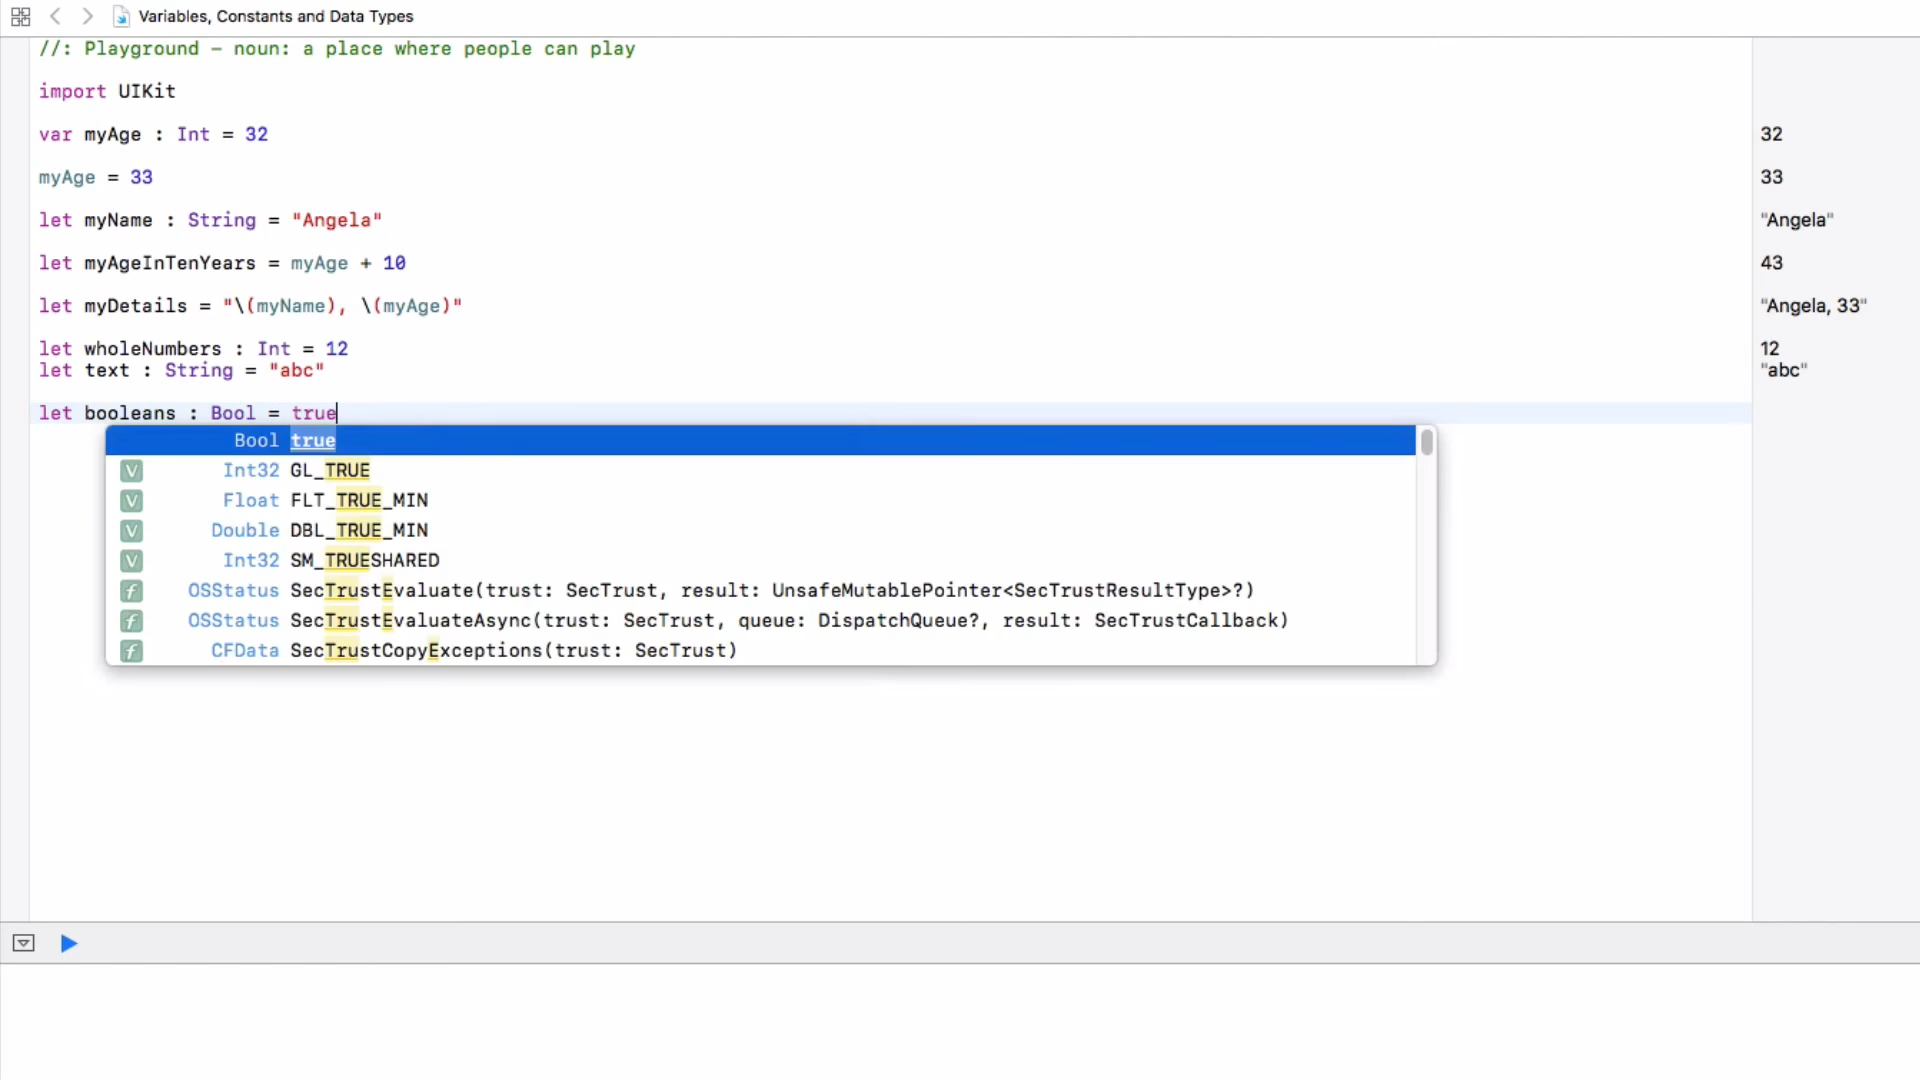 Variables, Constants and Data Types
//: Playground – noun: a place where people can play
import UIKit
var myAge : Int = 32
32
myAge = 33
33
let myName : String = "Angela"
"Angela"
let myAgeInTenYears = myAge + 10
43
let myDetails = "\(myName), \(myAge)"
"Angela, 33"
let wholeNumbers : Int = 12
12
let text : String = "abc"
"abc"
let booleans : Bool = true
Bool true
V Int32 GL_TRUE
V Float FLT_TRUE_MIN
V Double DBL_TRUE_MIN
V Int32 SM_TRUESHARED
f OSStatus SecTrustEvaluate(trust: SecTrust, result: UnsafeMutablePointer<SecTrustResultType>?)
f OSStatus SecTrustEvaluateAsync(trust: SecTrust, queue: DispatchQueue?, result: SecTrustCallback)
f CFData SecTrustCopyExceptions(trust: SecTrust)